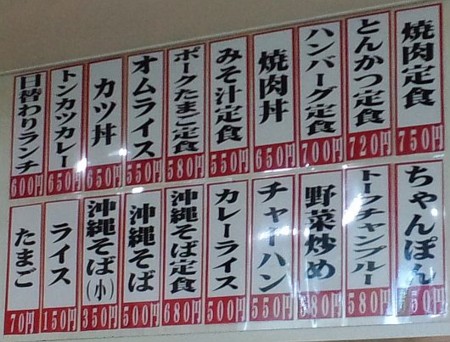 焼肉定食
750円
とんかつ定食
720円
ハンバーグ定食
700円
焼肉丼
650円
みそ汁定食
550円
ポークたまご定食
580円
オムライス
550円
カツ丼
650円
トンカツカレー
650円
日替わりランチ
600円
ちゃんぽん
750円
トーフチャンプルー
580円
野菜炒め
580円
チャーハン
550円
カレーライス
500円
沖縄そば定食
680円
沖縄そば
500円
沖縄そば(小)
350円
ライス
150円
たまご
70円